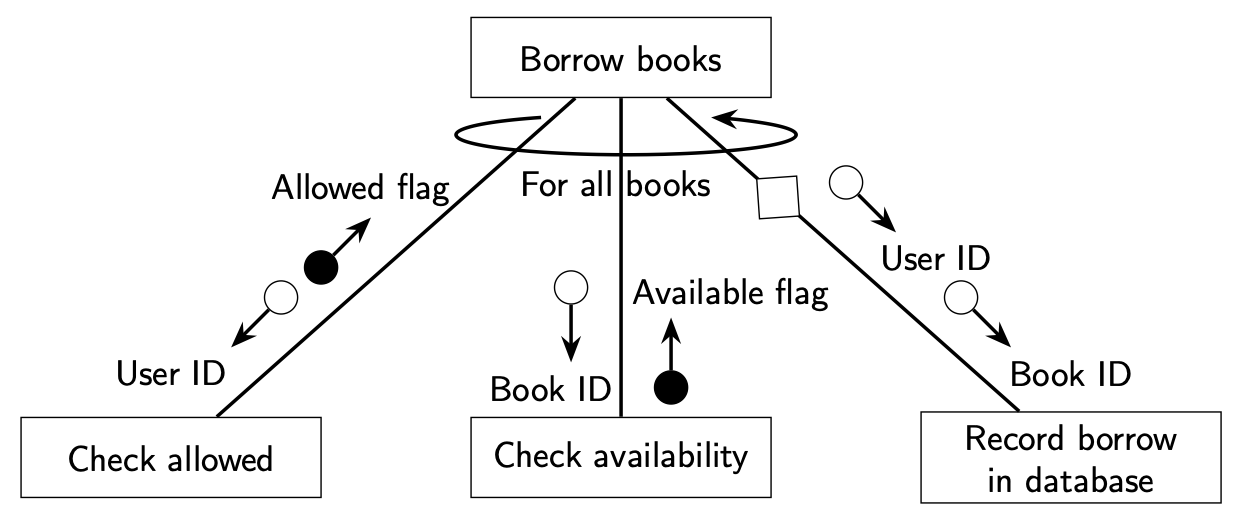 Borrow books
Allowed flag
For all books
User ID
Available flag
User ID
Book ID
Book ID
Check allowed
Check availability
Record borrow
in database